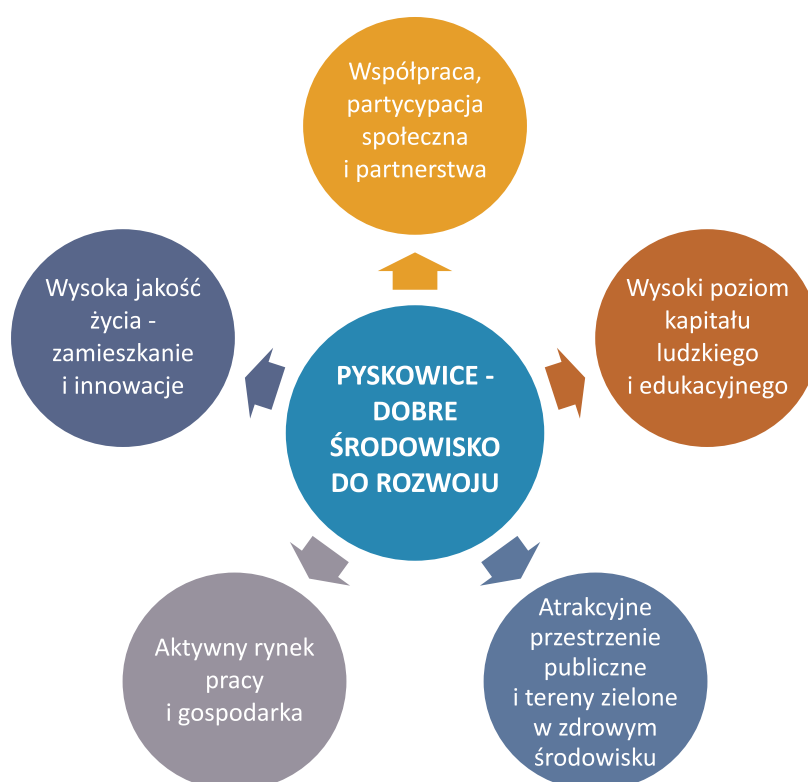 Współpraca,
partycypacja
społeczna
i partnerstwa
Wysoka jakość
życia -
zamieszkanie
i innowacje
Wysoki poziom
kapitału
ludzkiego
i edukacyjnego
PYSKOWICE -
DOBRE
ŚRODOWISKO
DO ROZWOJU
Aktywny rynek
pracy
i gospodarka
Atrakcyjne
przestrzenie
publiczne
i tereny zielone
w zdrowym
środowisku